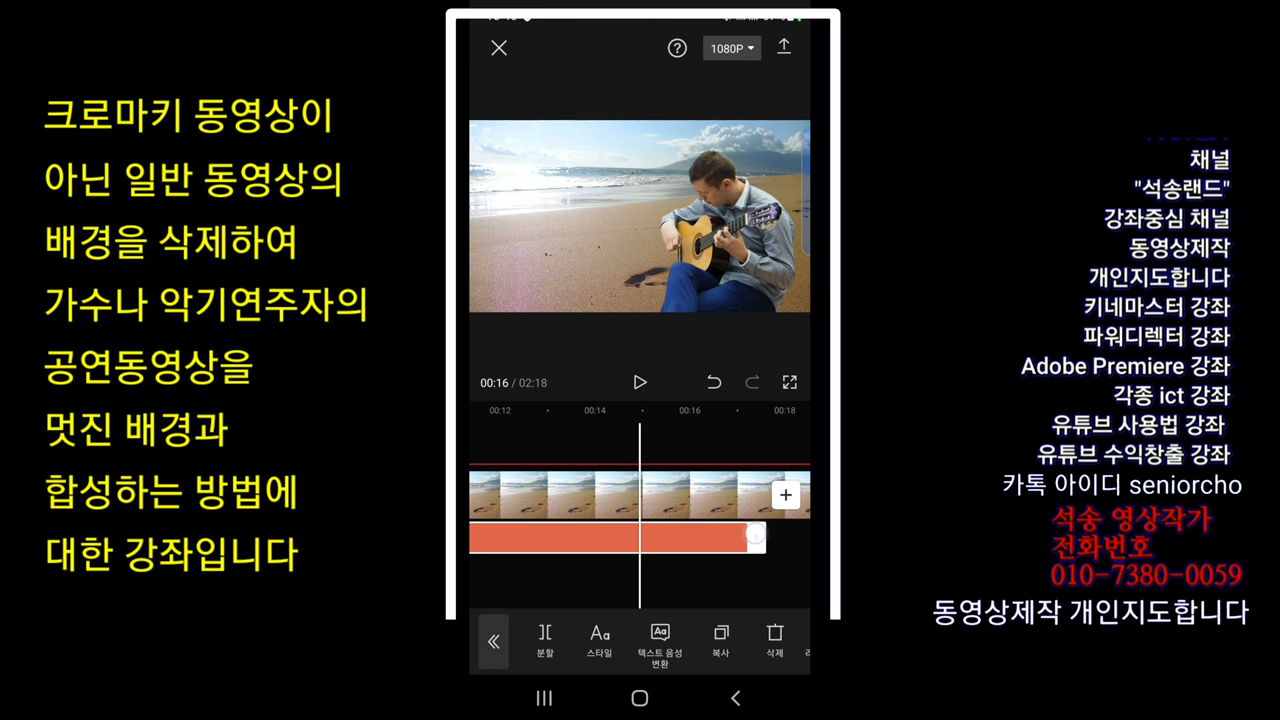 크로마키 동영상이
아닌 일반 동영상의
배경을 삭제하여
가수나 악기연주자의
공연동영상을
멋진 배경과
합성하는 방법에
대한 강좌입니다
1080P
00:16 / 02:18
00:12
00:14
00:16
00:18
분할
스타일
텍스트 음성
변환
복사
삭제
채널
"석송랜드"
강좌중심 채널
동영상제작
개인지도합니다
키네마스터 강좌
파워디렉터 강좌
Adobe Premiere 강좌
각종 ict 강좌
유튜브 사용법 강좌
유튜브 수익창출 강좌
카톡 아이디 seniorcho
석송 영상작가
전화번호
010-7380-0059
동영상제작 개인지도합니다